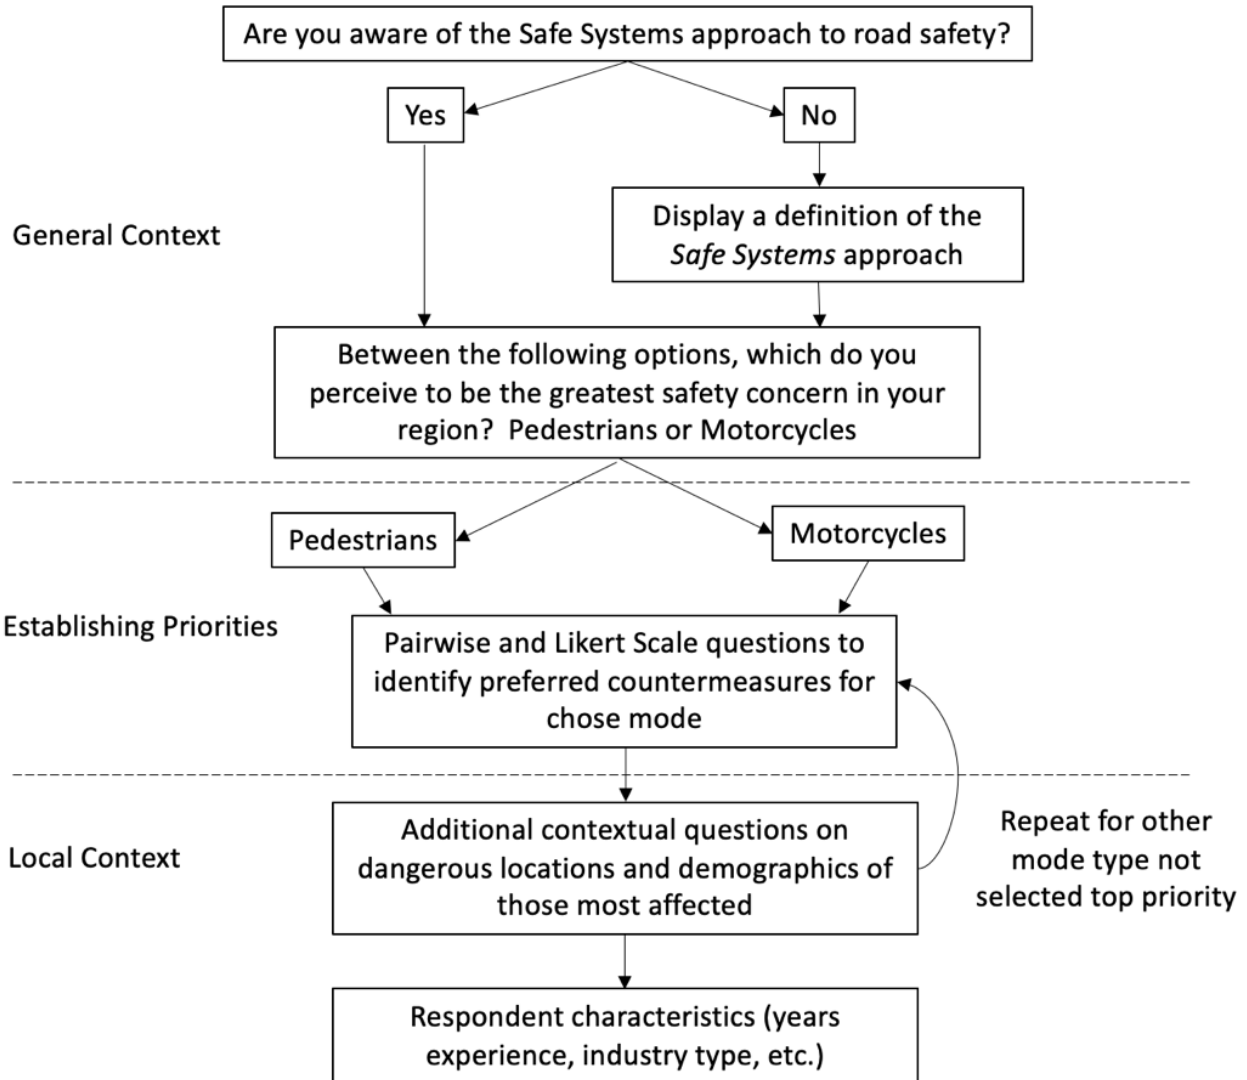 Are you aware of the Safe Systems approach to road safety?
Yes
No
General Context
Display a definition of the
Safe Systems approach
Between the following options, which do you
perceive to be the greatest safety concern in your
region?  Pedestrians or Motorcycles
Pedestrians
Motorcycles
Establishing Priorities
Pairwise and Likert Scale questions to
identify preferred countermeasures for
chose mode
Local Context
Additional contextual questions on
dangerous locations and demographics of
those most affected
Repeat for other
mode type not
selected top priority
Respondent characteristics (years
experience, industry type, etc.)